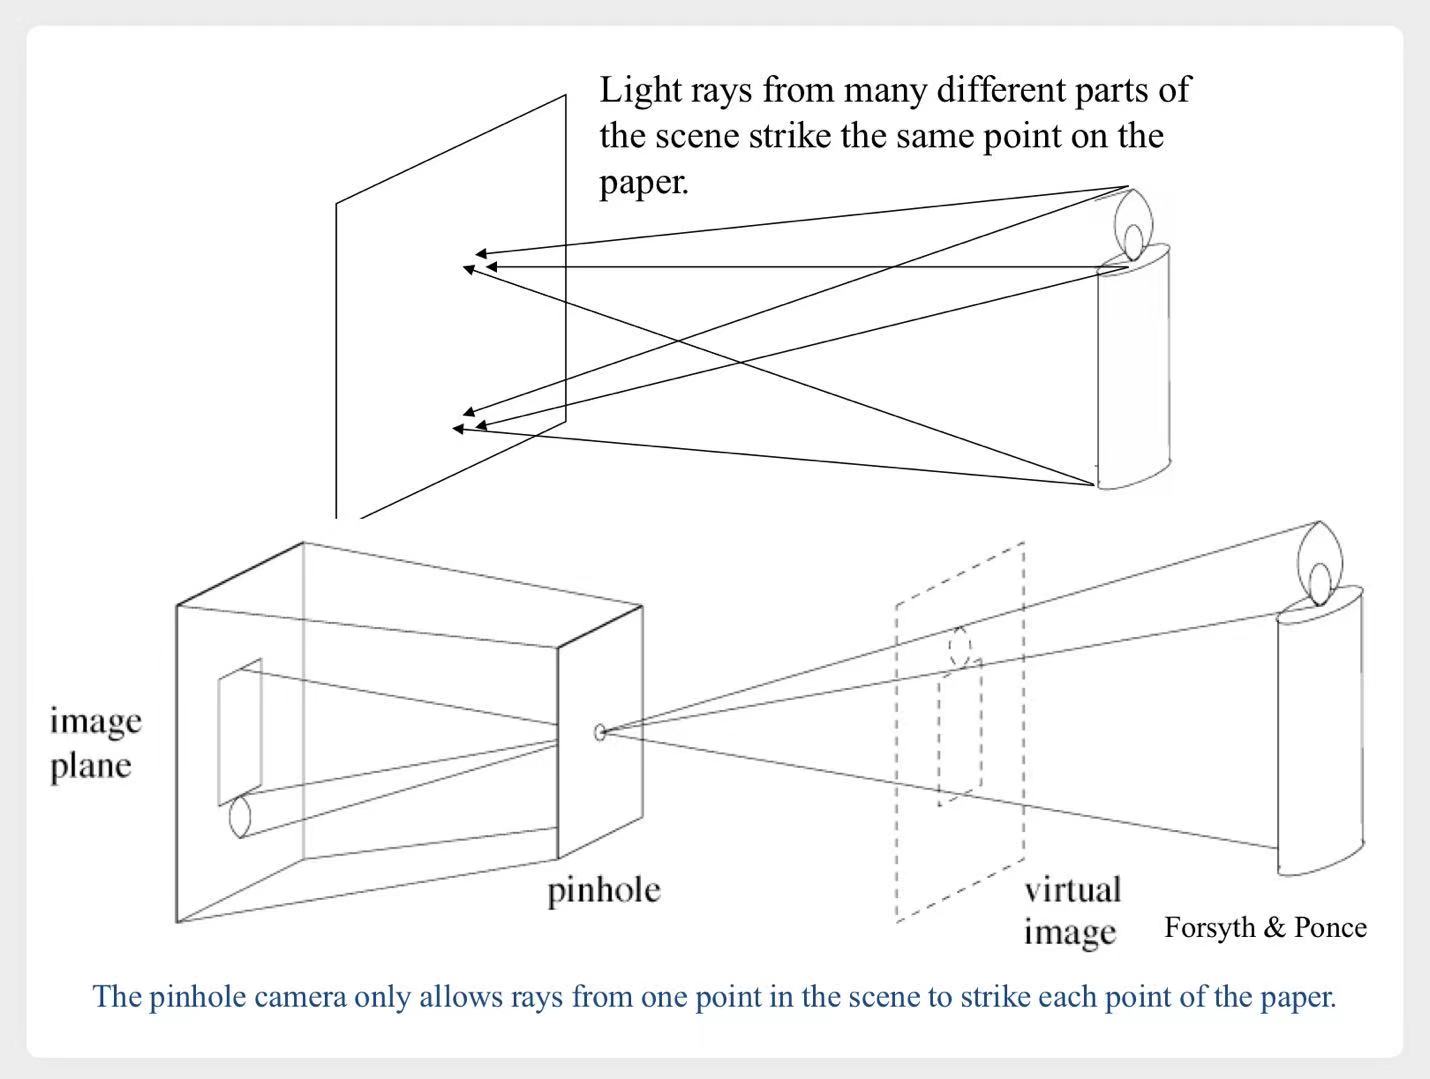 Light rays from many different parts of
the scene strike the same point on the
paper.
image
plane
pinhole
virtual
image
Forsyth & Ponce
The pinhole camera only allows rays from one point in the scene to strike each point of the paper.